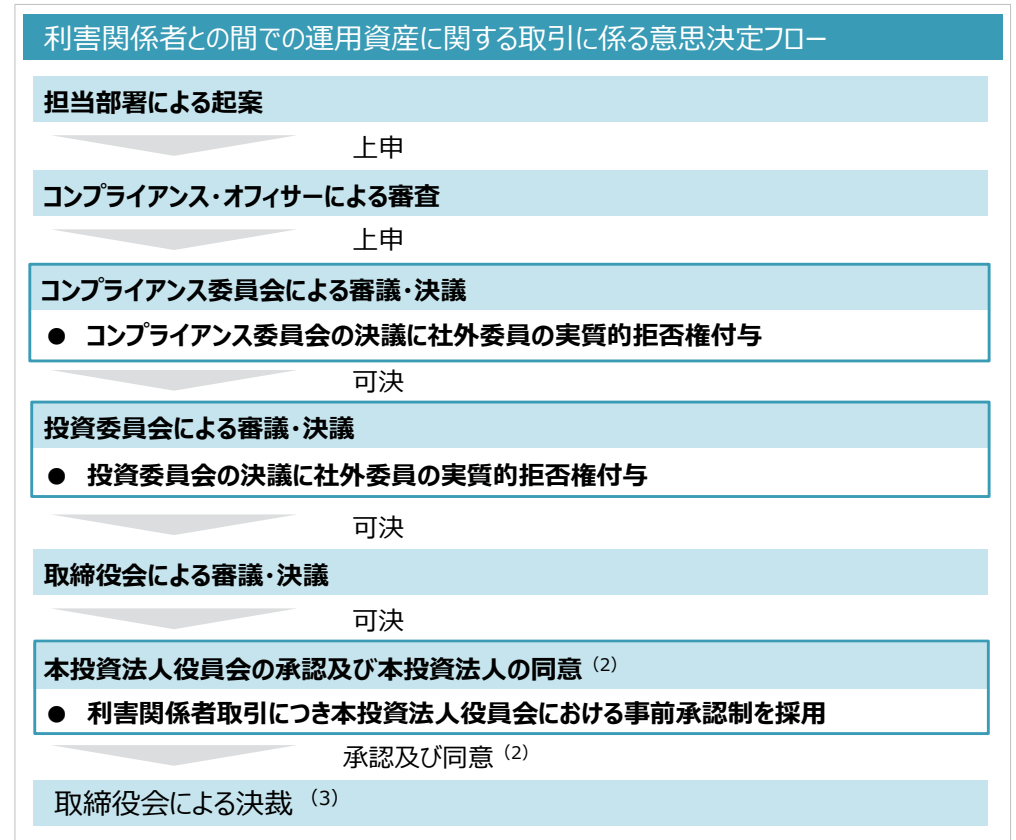 利害関係者との間での運用資産に関する取引に係る意思決定フロー
担当部署による起案
上申
コンプライアンス・オフィサーによる審査
上申
コンプライアンス委員会による審議・決議
● コンプライアンス委員会の決議に社外委員の実質的拒否権付与
可決
投資委員会による審議・決議
● 投資委員会の決議に社外委員の実質的拒否権付与
可決
取締役会による審議・決議
可決
本投資法人役員会の承認及び本投資法人の同意 (2)
● 利害関係者取引につき本投資法人役員会における事前承認制を採用
承認及び同意 (2)
取締役会による決裁 (3)